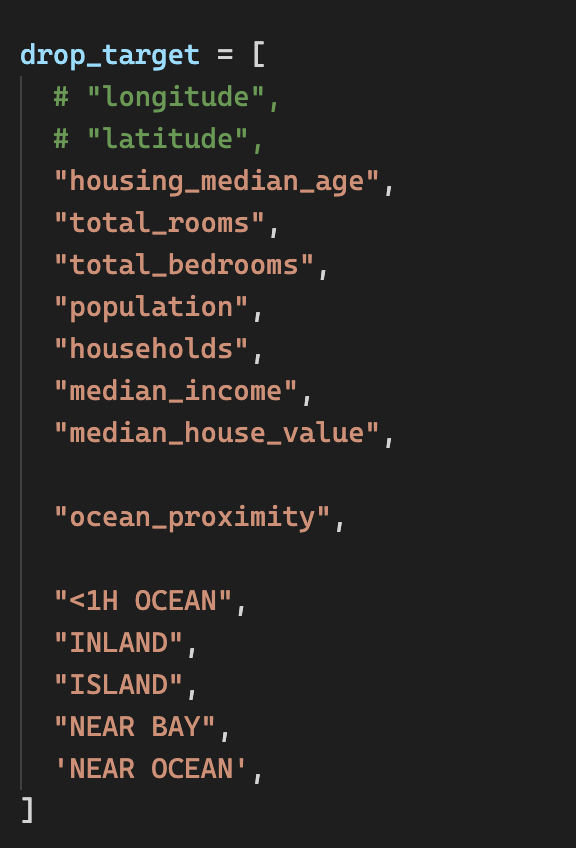 drop_target = [
# "longitude",
# "latitude",
"housing_median_age",
"total_rooms",
"total_bedrooms",
"population",
"households",
"median_income",
"median_house_value",
"ocean_proximity",
"<1H OCEAN",
"INLAND",
"ISLAND",
"NEAR BAY",
'NEAR OCEAN',
]